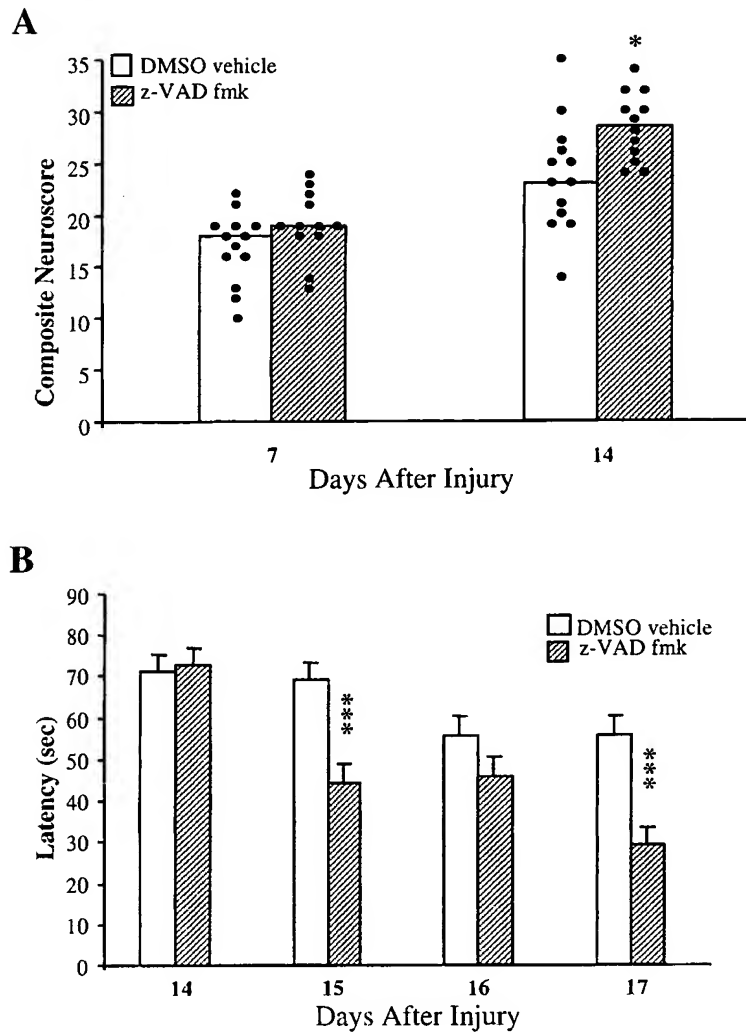 A
*
35
DMSO vehicle
z-VAD fmk
30
25
20
15
10
5
0
Composite Neuroscore
7
14
Days After Injury
B
90
80
70
60
50
40
30
20
10
0
Latency (sec)
DMSO vehicle
z-VAD fmk
***
***
14
15
16
17
Days After Injury